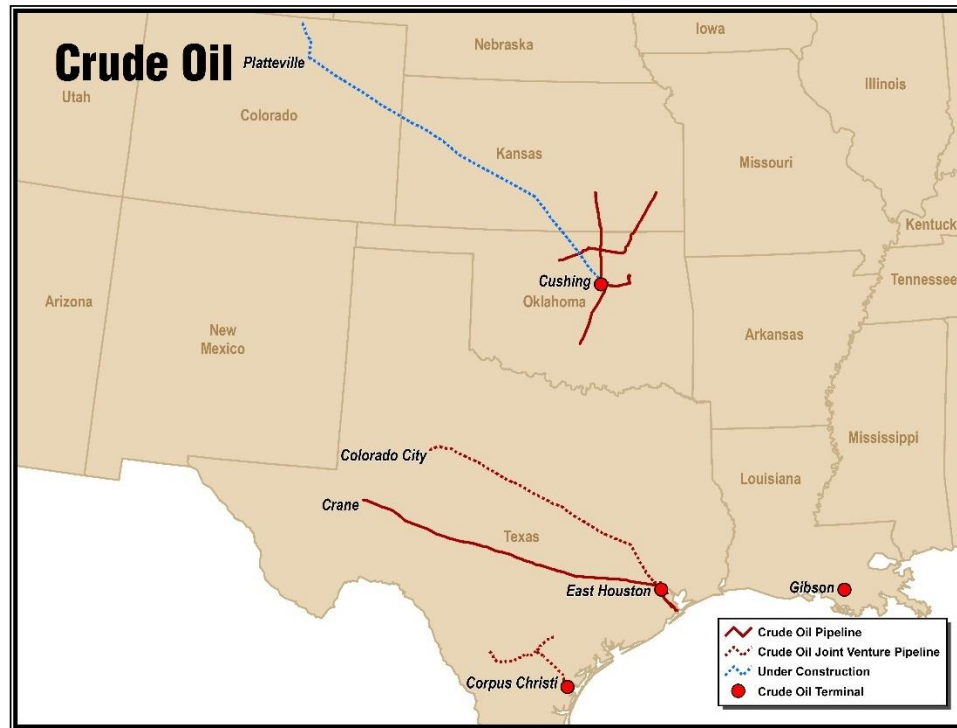 Crude Oil
Nebraska
Iowa
Platteville
Illinois
Utah
Colorado
Kansas
Missouri
Kentuck
Tennessee
Cushing
Oklahoma
Arizona
New
Mexico
Arkansas
Mississippi
Colorado City
Louisiana
Crane
Texas
East Houston
Gibson
Corpus Christi
Crude Oil Pipeline
Crude Oil Joint Venture Pipeline
Under Construction
Crude Oil Terminal